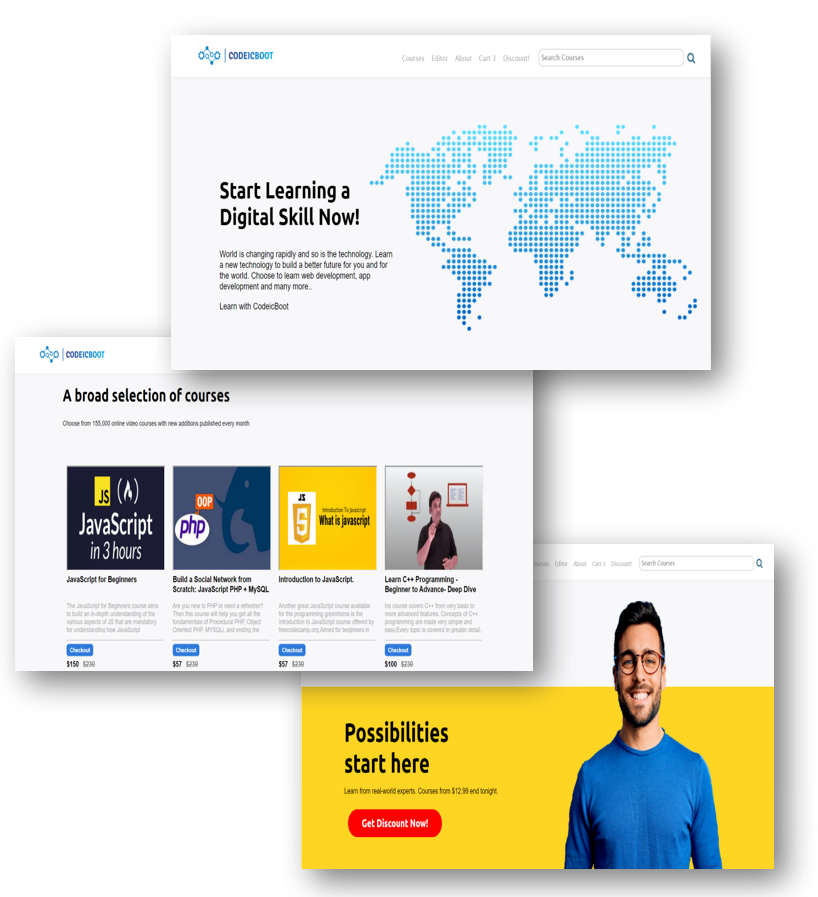 CODEICBOOT
Courses Editor About Cart 3 Discount! Search Courses
Start Learning a
Digital Skill Now!
World is changing rapidly and so is the technology. Learn
a new technology to build a better future for you and for
the world. Choose to learn web development, app
development and many more..
Learn with CodeicBoot
CODEICBOOT
A broad selection of courses
Choose from 155,000 online video courses with new additions published every month
JS
JavaScript
in 3 hours
JavaScript for Beginners
The JavaScript for Beginners course aims
to build an in-depth understanding of the
various aspects of JS that are mandatory
for understanding how JavaScript
Checkout
$150 $230
OOP
php
Build a Social Network from
Scratch: JavaScript PHP + MySQL
Are you new to PHP or need a refresher?
Then this course will help you get all the
fundamentals of Procedural PHP, Object
Oriented PHP, MYSQLi, and ending the
Checkout
$57 $230
JS
5
Introduction To Javascript
What is javascript
Introduction to JavaScript.
Another great JavaScript course available
for the programming greenhorns is the
Introduction to JavaScript course offered by
freecodecamp.org.Aimed for beginners in
Checkout
$57 $230
Learn C++ Programming -
Beginner to Advance- Deep Dive
his course covers C++ from very basic to
more advanced features. Concepts of C++
programming are made very simple and
easy.Every topic is covered in greater detail.
Checkout
$100 $230
ourses Editor About Cart 3 Discount! Search Courses
Possibilities
start here
Learn from real-world experts. Courses from $12.99 end tonight.
Get Discount Now!